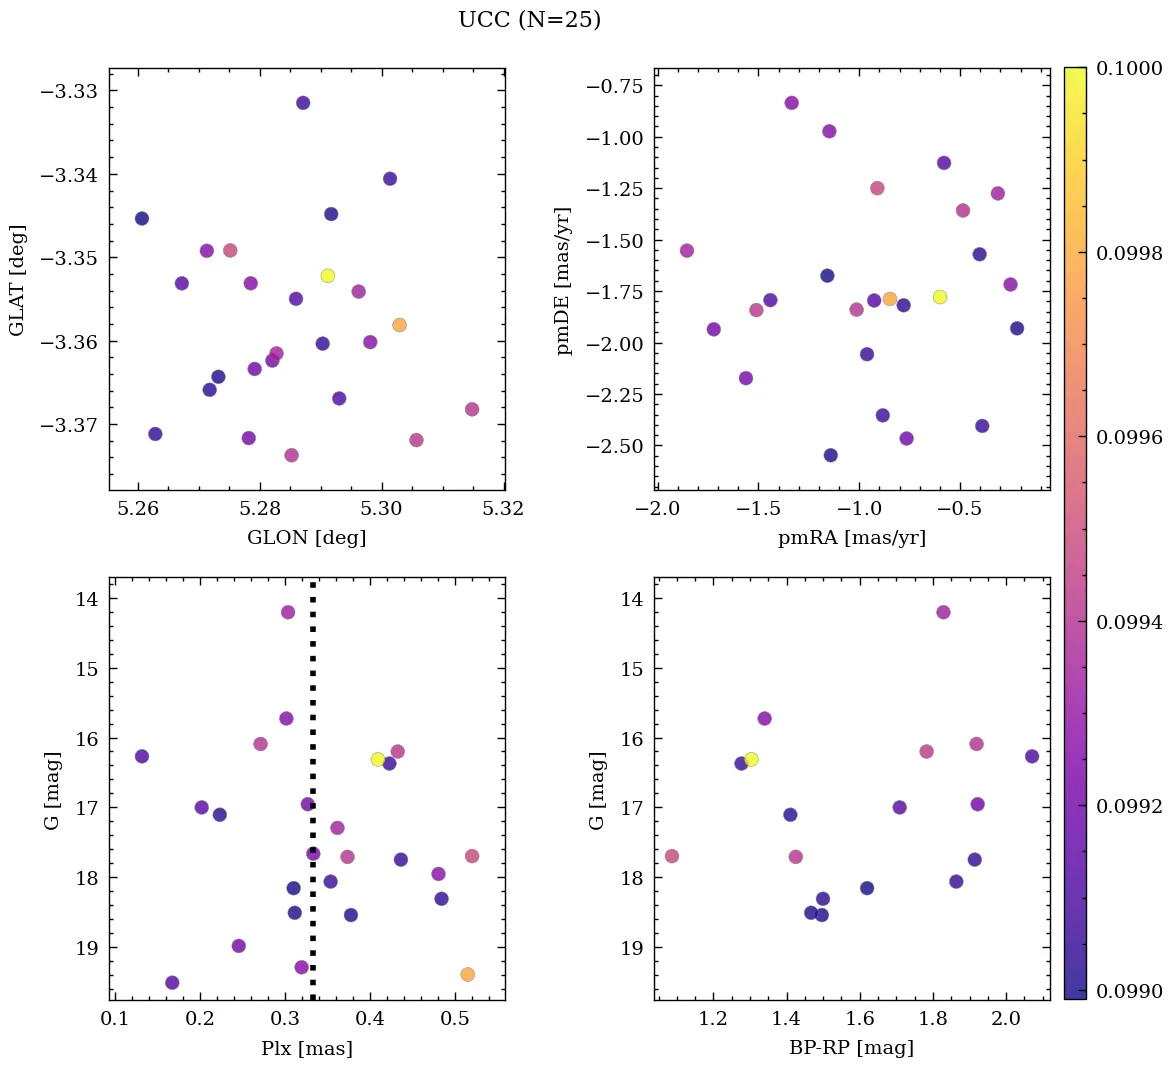 UCC (N=25)
−3.33
−3.34
−3.35
−3.36
−3.37
GLAT [deg]
5.26 5.28 5.30 5.32
GLON [deg]
−0.75
−1.00
−1.25
−1.50
−1.75
−2.00
−2.25
−2.50
pmDE [mas/yr]
−2.0 −1.5 −1.0 −0.5
pmRA [mas/yr]
14
15
16
17
18
19
G [mag]
0.1 0.2 0.3 0.4 0.5
Plx [mas]
14
15
16
17
18
19
G [mag]
1.2 1.4 1.6 1.8 2.0
BP-RP [mag]
0.1000
0.0998
0.0996
0.0994
0.0992
0.0990